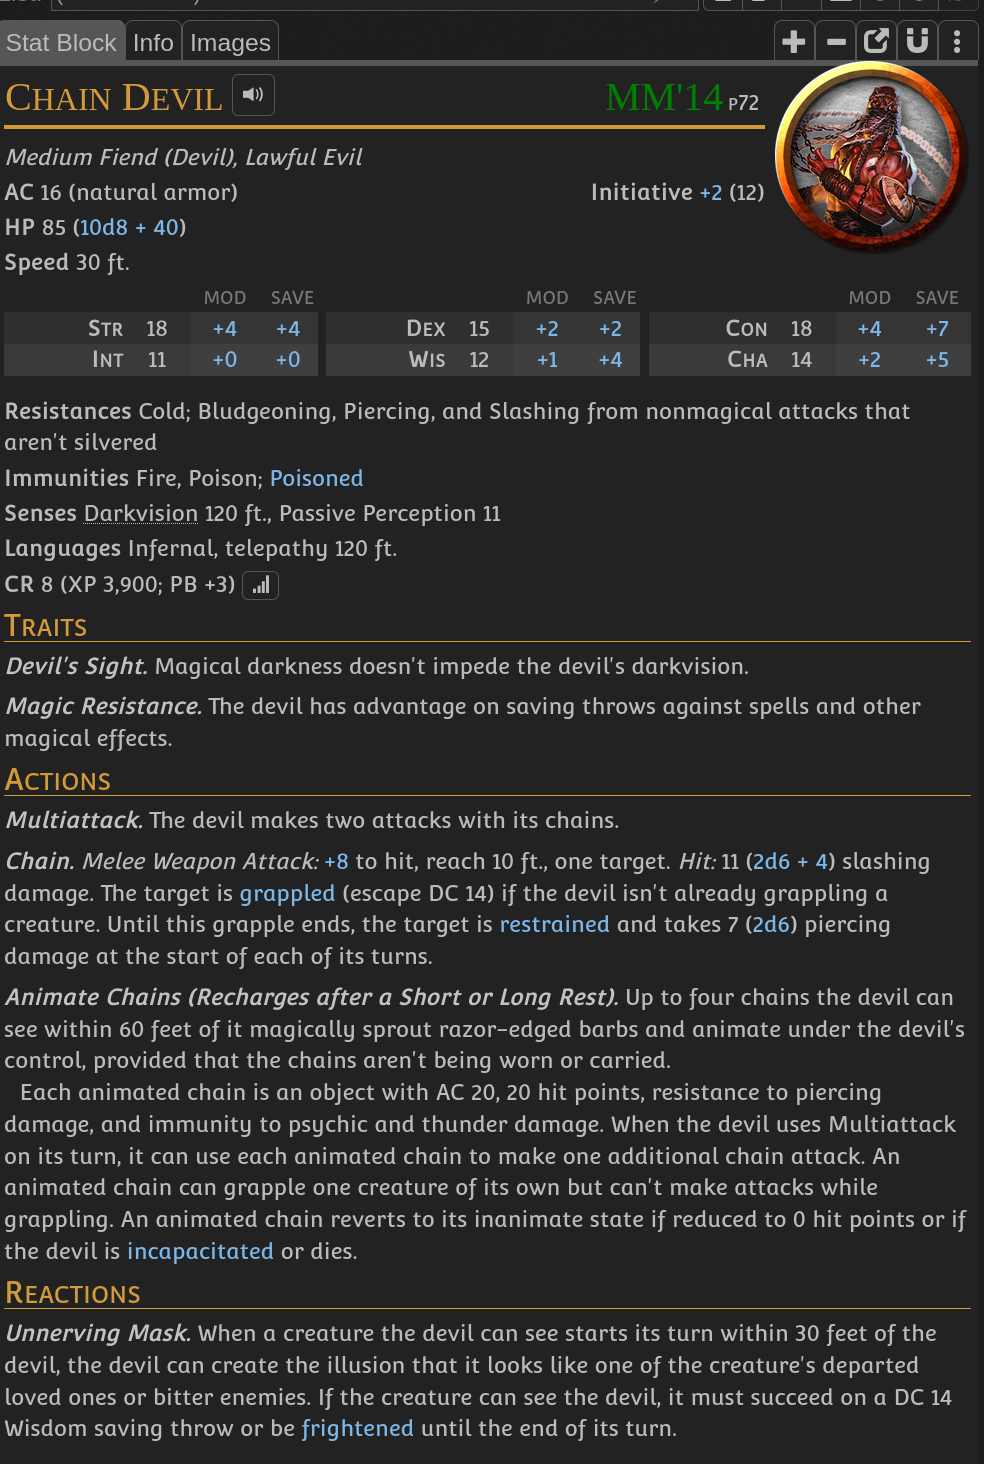 Stat Block Info Images
CHAIN DEVIL MM'14 P72
Medium Fiend (Devil), Lawful Evil
AC 16 (natural armor) Initiative +2 (12)
HP 85 (10d8 + 40)
Speed 30 ft.
MOD SAVE MOD SAVE MOD SAVE
STR 18 +4 +4 DEX 15 +2 +2 CON 18 +4 +7
INT 11 +0 +0 WIS 12 +1 +4 CHA 14 +2 +5
Resistances Cold; Bludgeoning, Piercing, and Slashing from nonmagical attacks that
aren't silvered
Immunities Fire, Poison; Poisoned
Senses Darkvision 120 ft., Passive Perception 11
Languages Infernal, telepathy 120 ft.
CR 8 (XP 3,900; PB +3)
TRAITS
Devil's Sight. Magical darkness doesn't impede the devil's darkvision.
Magic Resistance. The devil has advantage on saving throws against spells and other
magical effects.
ACTIONS
Multiattack. The devil makes two attacks with its chains.
Chain. Melee Weapon Attack: +8 to hit, reach 10 ft., one target. Hit: 11 (2d6 + 4) slashing
damage. The target is grappled (escape DC 14) if the devil isn't already grappling a
creature. Until this grapple ends, the target is restrained and takes 7 (2d6) piercing
damage at the start of each of its turns.
Animate Chains (Recharges after a Short or Long Rest). Up to four chains the devil can
see within 60 feet of it magically sprout razor-edged barbs and animate under the devil's
control, provided that the chains aren't being worn or carried.
Each animated chain is an object with AC 20, 20 hit points, resistance to piercing
damage, and immunity to psychic and thunder damage. When the devil uses Multiattack
on its turn, it can use each animated chain to make one additional chain attack. An
animated chain can grapple one creature of its own but can't make attacks while
grappling. An animated chain reverts to its inanimate state if reduced to 0 hit points or if
the devil is incapacitated or dies.
REACTIONS
Unnerving Mask. When a creature the devil can see starts its turn within 30 feet of the
devil, the devil can create the illusion that it looks like one of the creature's departed
loved ones or bitter enemies. If the creature can see the devil, it must succeed on a DC 14
Wisdom saving throw or be frightened until the end of its turn.